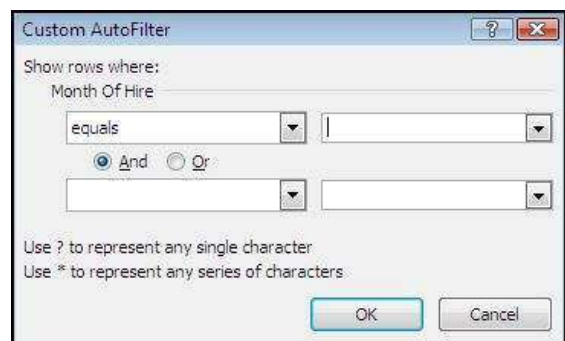 Custom AutoFilter
Show rows where:
Month Of Hire
equals
And Or
Use ? to represent any single character
Use * to represent any series of characters
OK Cancel